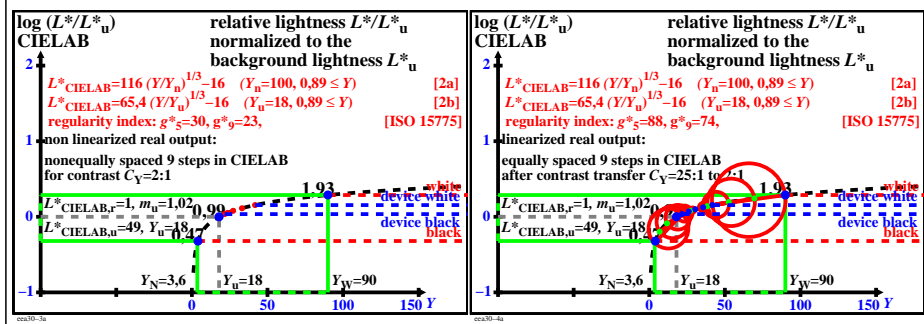 log (L*/L*u)
CIELAB
relative lightness L*/L*u
normalized to the
background lightness L*u
2
L*CIELAB=116 (Y/Yn)1/3–16 (Yn=100, 0,89 ≤ Y) [2a]
L*CIELAB=65,4 (Y/Yu)1/3–16 (Yu=18, 0,89 ≤ Y) [2b]
regularity index: g*5=30, g*9=23, [ISO 15775]
1
non linearized real output:
nonequally spaced 9 steps in CIELAB
for contrast CY=2:1
1,93
white
device white
L*CIELAB,r=1, mu=1,02
0,99
0
device black
L*CIELAB,u=49, Yu=18
0,47
black
YN=3,6
Yu=18
YW=90
–1
0
50
100
150
Y
eea30–3a
log (L*/L*u)
CIELAB
relative lightness L*/L*u
normalized to the
background lightness L*u
2
L*CIELAB=116 (Y/Yn)1/3–16 (Yn=100, 0,89 ≤ Y) [2a]
L*CIELAB=65,4 (Y/Yu)1/3–16 (Yu=18, 0,89 ≤ Y) [2b]
regularity index: g*5=88, g*9=74, [ISO 15775]
1
linearized real output:
equally spaced 9 steps in CIELAB
after contrast transfer CY=25:1 to 2:1
1,93
white
device white
L*CIELAB,r=1, mu=1,02
0
device black
L*CIELAB,u=49, Yu=18
black
YN=3,6
Yu=18
YW=90
–1
0
50
100
150
Y
eea30–4a